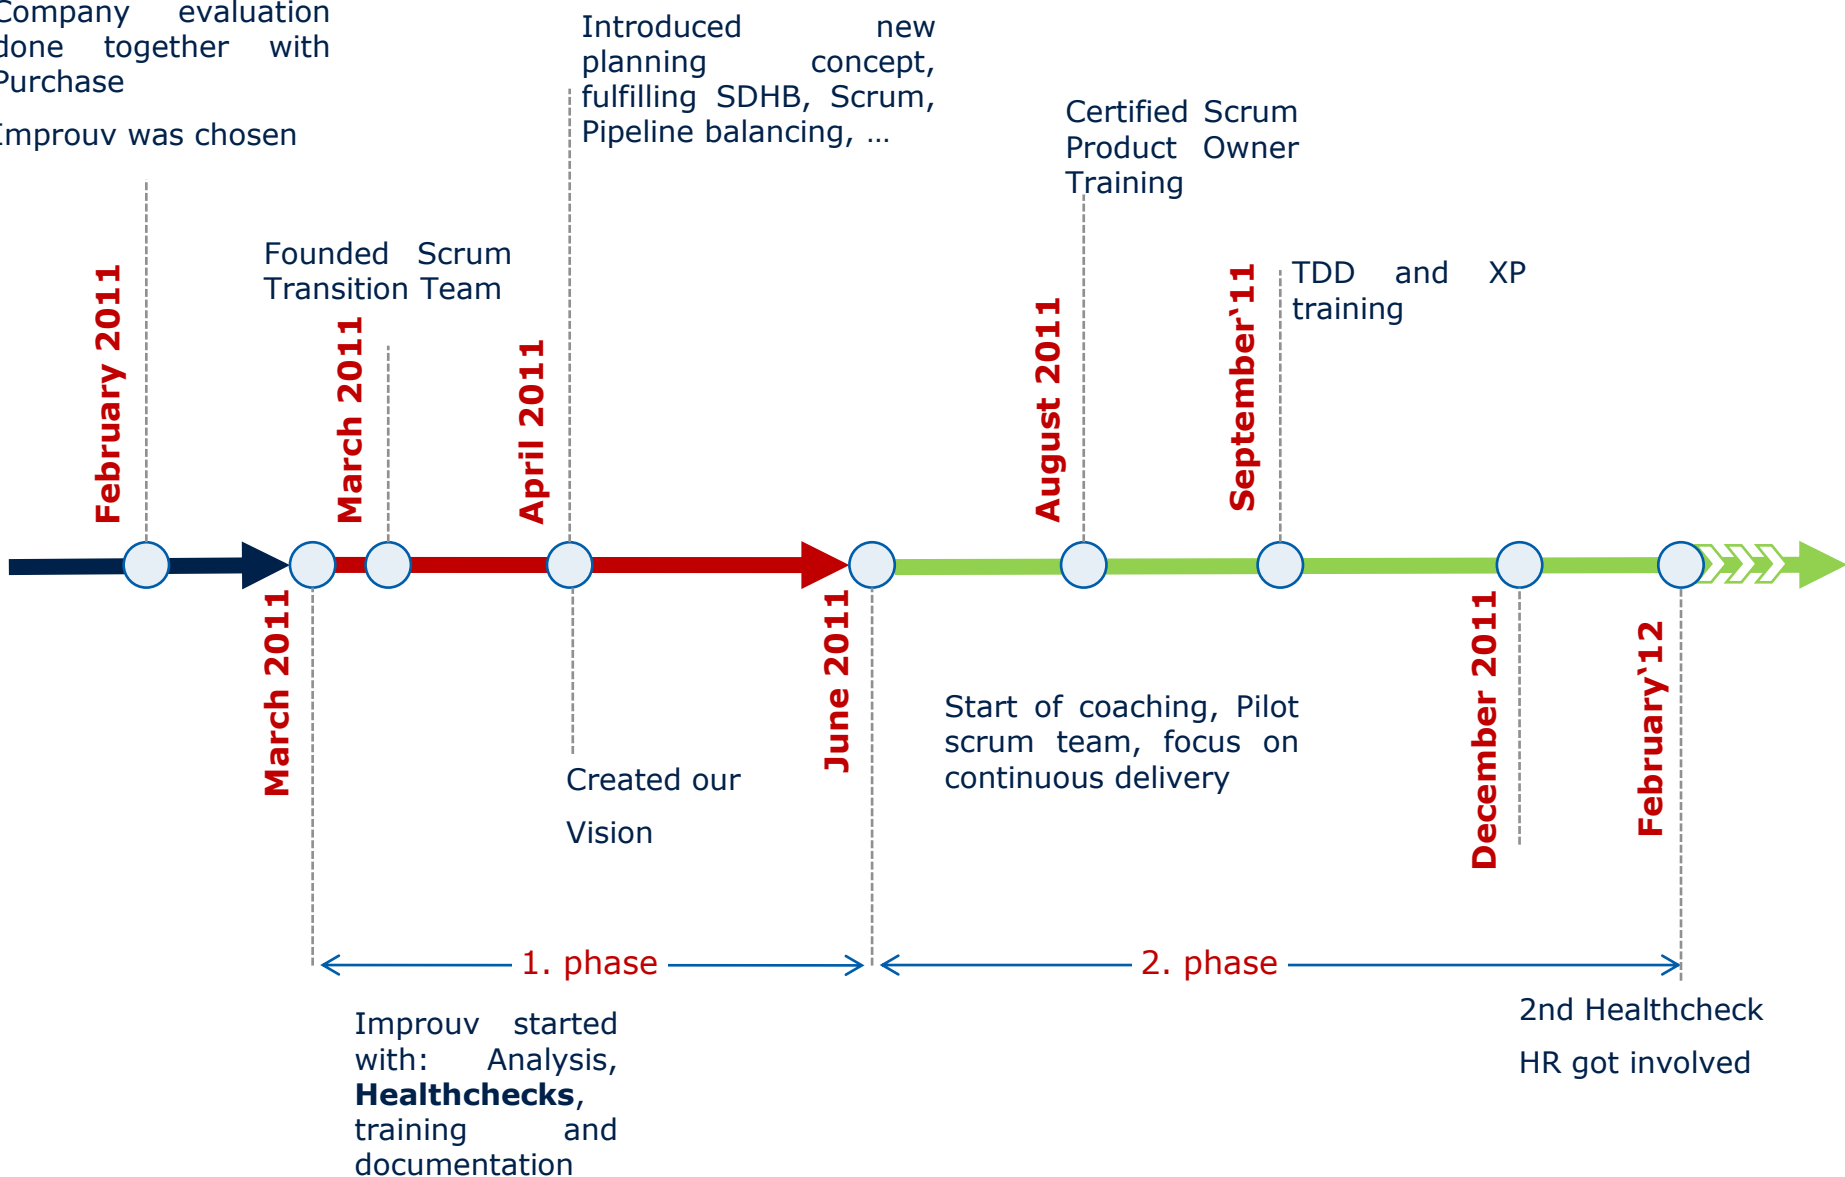 Company evaluation
done together with
Purchase
Improuv was chosen
Introduced new
planning concept,
fulfilling SDHB, Scrum,
Pipeline balancing, …
Certified Scrum
Product Owner
Training
Founded Scrum
Transition Team
TDD and XP
training
February 2011
March 2011
April 2011
August 2011
September`11
March 2011
June 2011
December 2011
February`12
Start of coaching, Pilot
scrum team, focus on
continuous delivery
Created our
Vision
1. phase
2. phase
Improuv started
with: Analysis,
Healthchecks,
training and
documentation
2nd Healthcheck
HR got involved